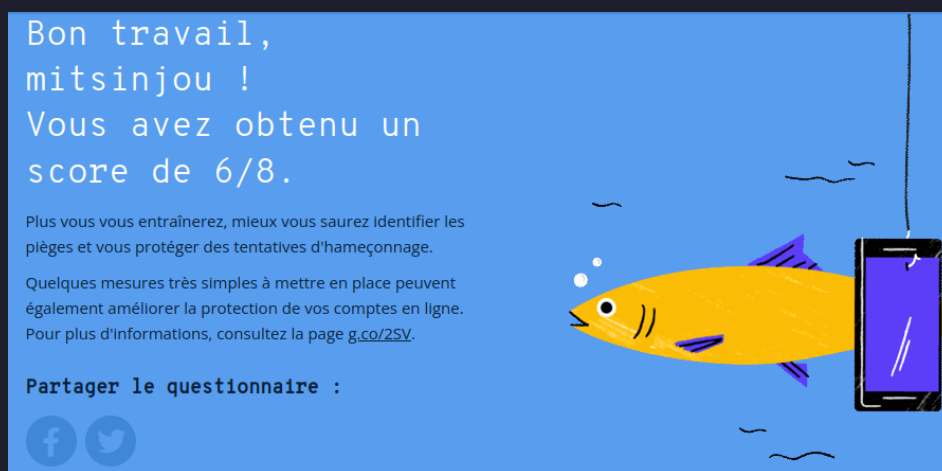 Bon travail,
mitsinjou !
Vous avez obtenu un
score de 6/8.
Plus vous vous entraînerez, mieux vous saurez identifier les
pièges et vous protéger des tentatives d'hameçonnage.
Quelques mesures très simples à mettre en place peuvent
également améliorer la protection de vos comptes en ligne.
Pour plus d'informations, consultez la page g.co/2SV.
Partager le questionnaire :